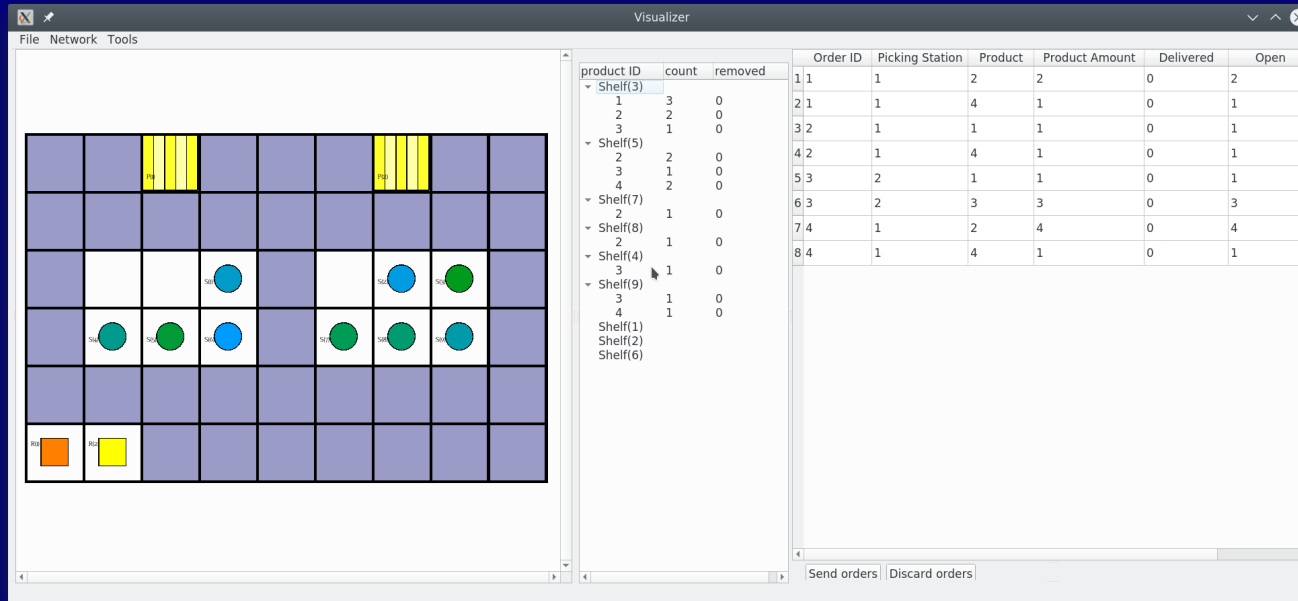 Visualizer
File Network Tools
product ID count removed
Shelf(3)
1 3 0
2 2 0
3 1 0
Shelf(5)
2 2 0
3 1 0
4 2 0
Shelf(7)
2 1 0
Shelf(8)
2 1 0
Shelf(4)
3 1 0
Shelf(9)
3 1 0
4 1 0
Shelf(1)
Shelf(2)
Shelf(6)
Order ID Picking Station Product Product Amount Delivered Open
1 1 1 2 2 0 2
2 1 1 4 1 0 1
3 2 1 1 1 0 1
4 2 1 4 1 0 1
5 3 2 1 1 0 1
6 3 2 3 3 0 3
7 4 1 2 4 0 4
8 4 1 4 1 0 1
Send orders Discard orders